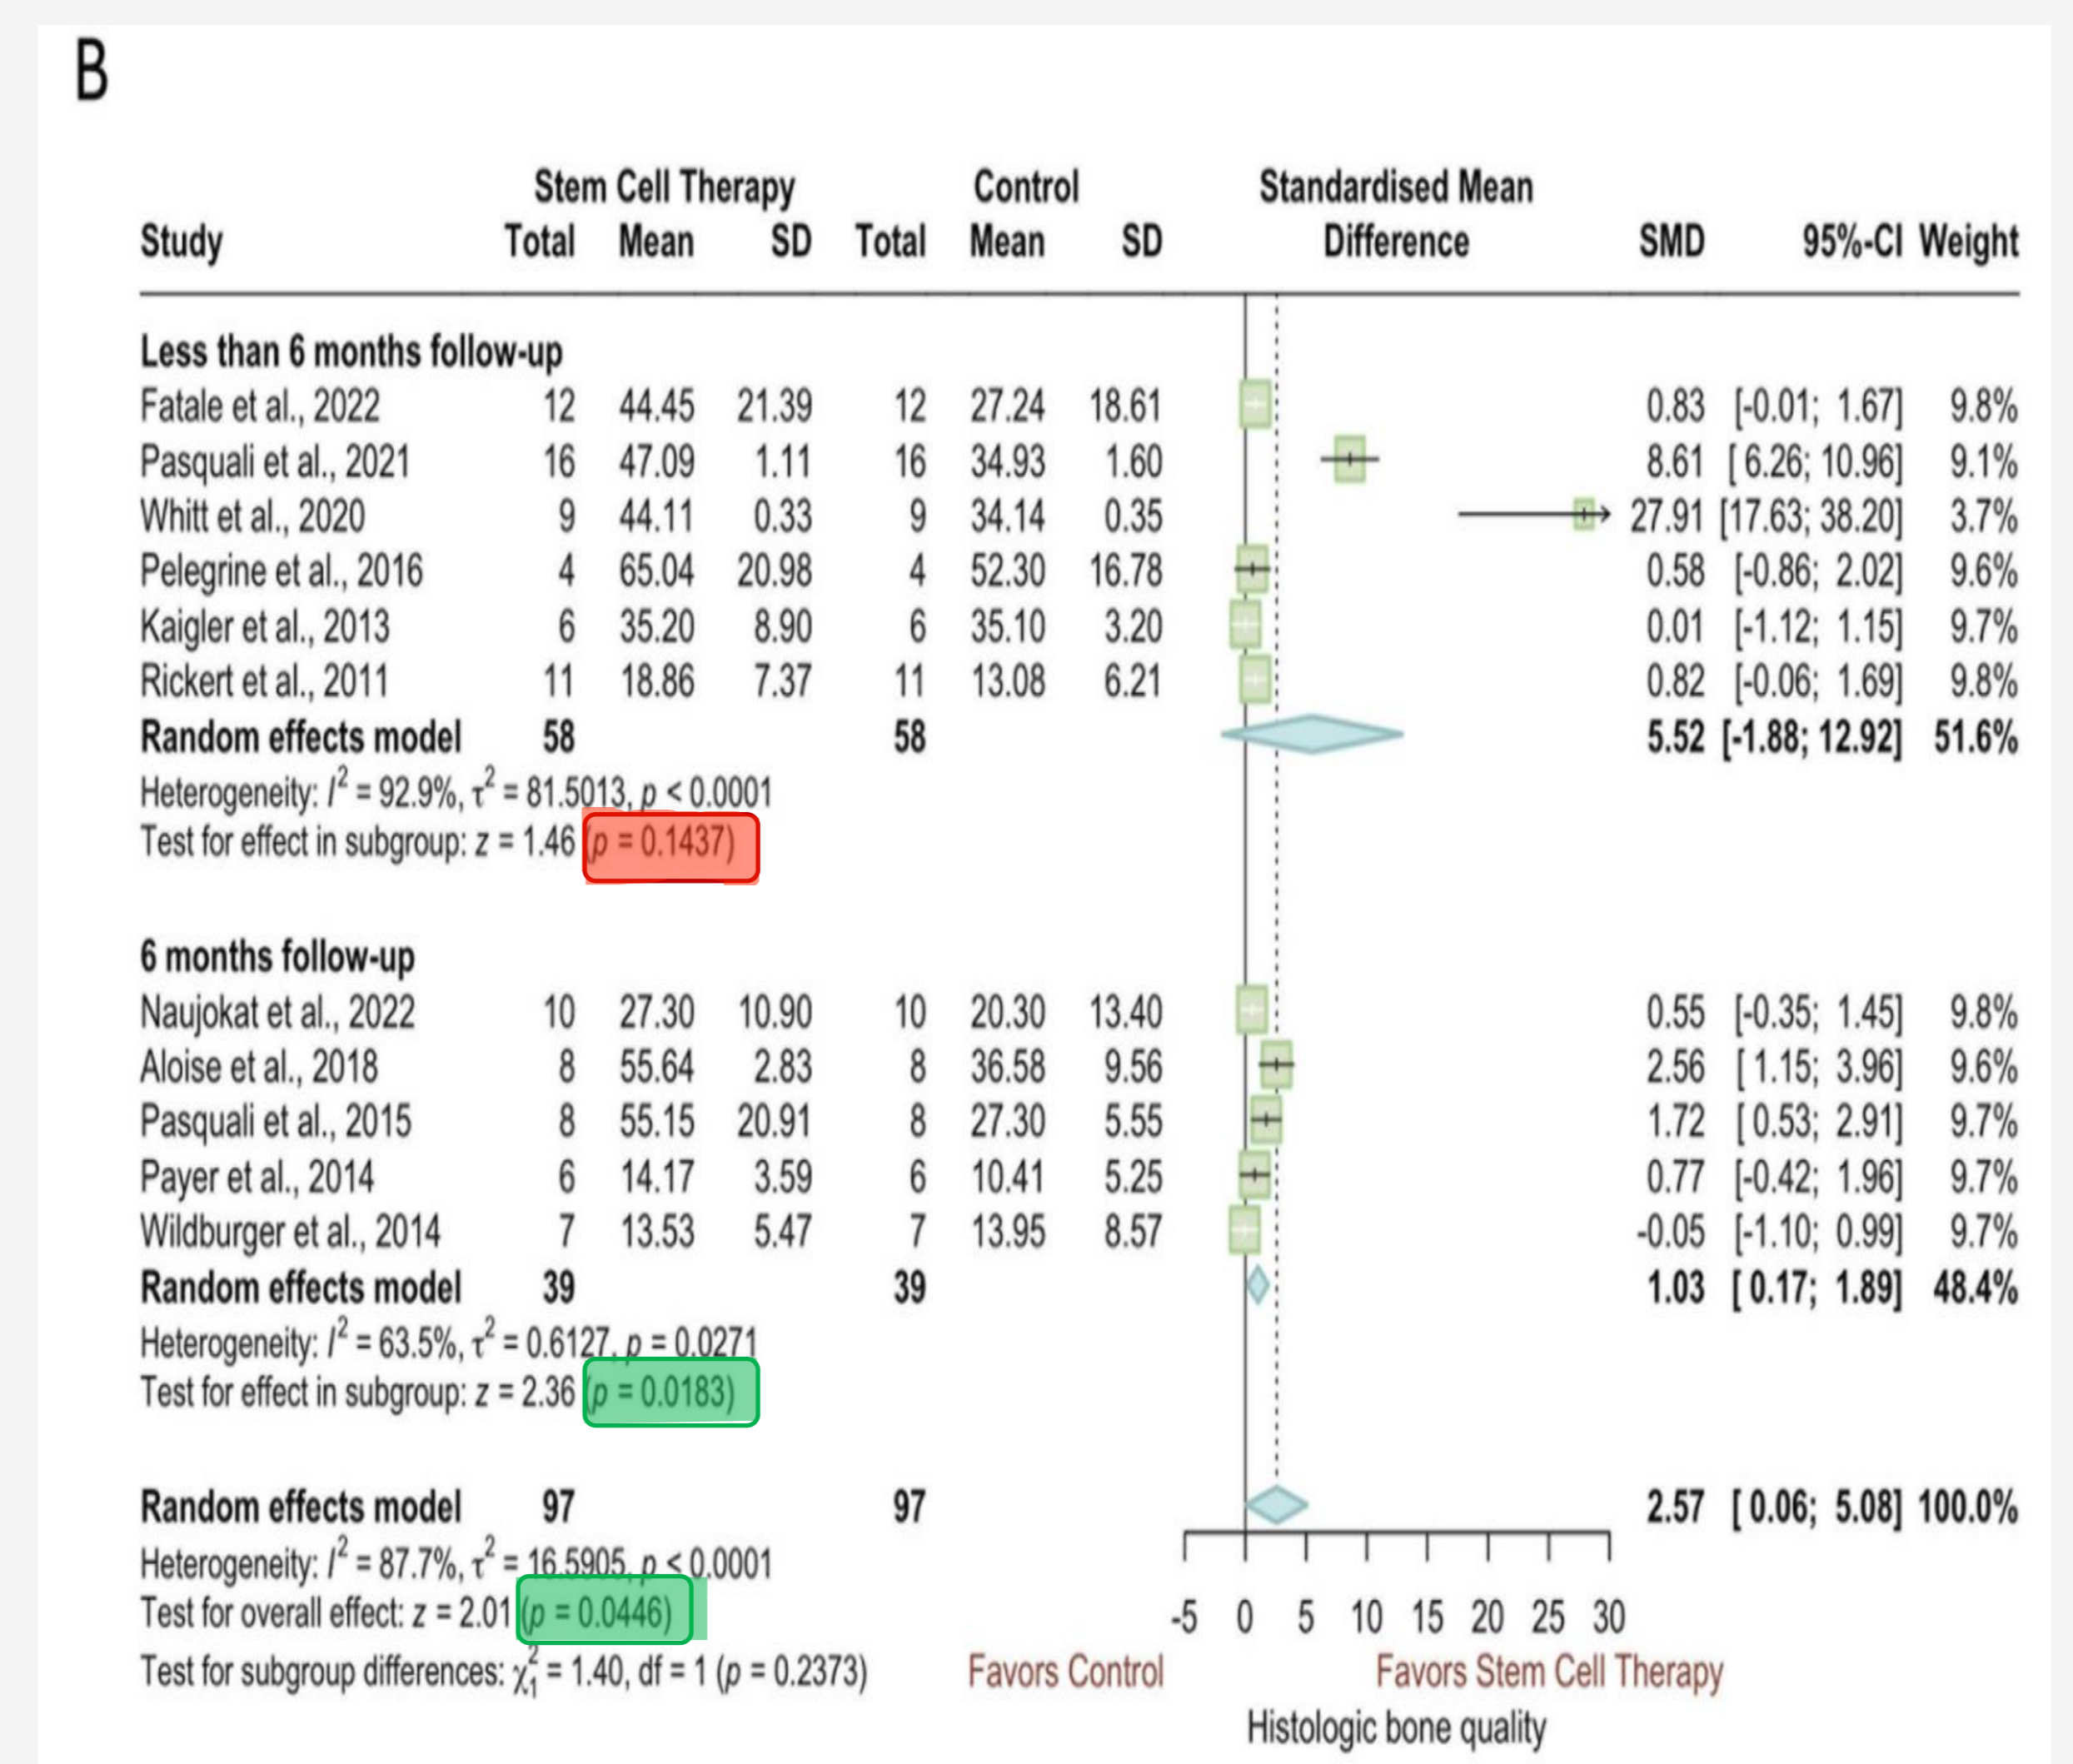 B
Stem Cell Therapy Control Standardised Mean
Study Total Mean SD Total Mean SD Difference SMD 95%-CI Weight
Less than 6 months follow-up
Fatale et al., 2022 12 44.45 21.39 12 27.24 18.61 0.83 [-0.01; 1.67] 9.8%
Pasquali et al., 2021 16 47.09 1.11 16 34.93 1.60 8.61 [ 6.26; 10.96] 9.1%
Whitt et al., 2020 9 44.11 0.33 9 34.14 0.35 27.91 [17.63; 38.20] 3.7%
Pelegrine et al., 2016 4 65.04 20.98 4 52.30 16.78 0.58 [-0.86; 2.02] 9.6%
Kaigler et al., 2013 6 35.20 8.90 6 35.10 3.20 0.01 [-1.12; 1.15] 9.7%
Rickert et al., 2011 11 18.86 7.37 11 13.08 6.21 0.82 [-0.06; 1.69] 9.8%
Random effects model 58 58 5.52 [-1.88; 12.92] 51.6%
Heterogeneity: I² = 92.9%, τ² = 81.5013, p < 0.0001
Test for effect in subgroup: z = 1.46 (p = 0.1437)
6 months follow-up
Naujokat et al., 2022 10 27.30 10.90 10 20.30 13.40 0.55 [-0.35; 1.45] 9.8%
Aloise et al., 2018 8 55.64 2.83 8 36.58 9.56 2.56 [ 1.15; 3.96] 9.6%
Pasquali et al., 2015 8 55.15 20.91 8 27.30 5.55 1.72 [ 0.53; 2.91] 9.7%
Payer et al., 2014 6 14.17 3.59 6 10.41 5.25 0.77 [-0.42; 1.96] 9.7%
Wildburger et al., 2014 7 13.53 5.47 7 13.95 8.57 -0.05 [-1.10; 0.99] 9.7%
Random effects model 39 39 1.03 [ 0.17; 1.89] 48.4%
Heterogeneity: I² = 63.5%, τ² = 0.6127, p = 0.0271
Test for effect in subgroup: z = 2.36 (p = 0.0183)
Random effects model 97 97 2.57 [ 0.06; 5.08] 100.0%
Heterogeneity: I² = 87.7%, τ² = 16.5905, p < 0.0001
Test for overall effect: z = 2.01 (p = 0.0446)
-5 0 5 10 15 20 25 30
Test for subgroup differences: χ²₁ = 1.40, df = 1 (p = 0.2373) Favors Control Favors Stem Cell Therapy
Histologic bone quality